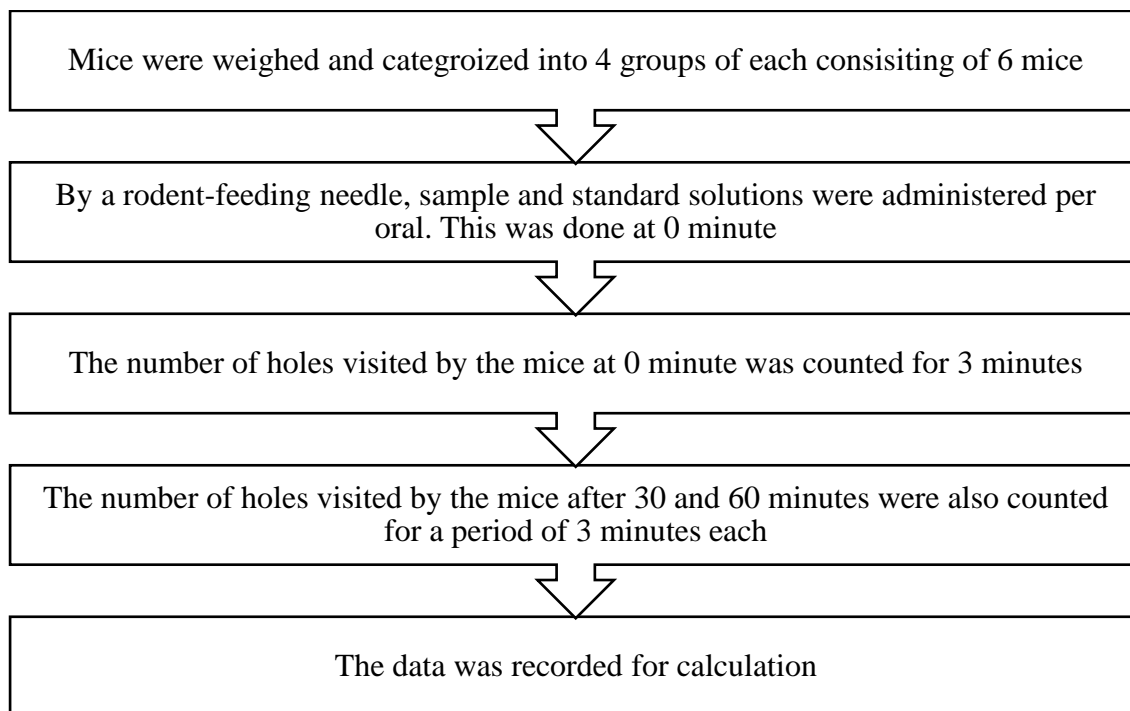 Mice were weighed and categroized into 4 groups of each consisiting of 6 mice
By a rodent-feeding needle, sample and standard solutions were administered per
oral. This was done at 0 minute
The number of holes visited by the mice at 0 minute was counted for 3 minutes
The number of holes visited by the mice after 30 and 60 minutes were also counted
for a period of 3 minutes each
The data was recorded for calculation